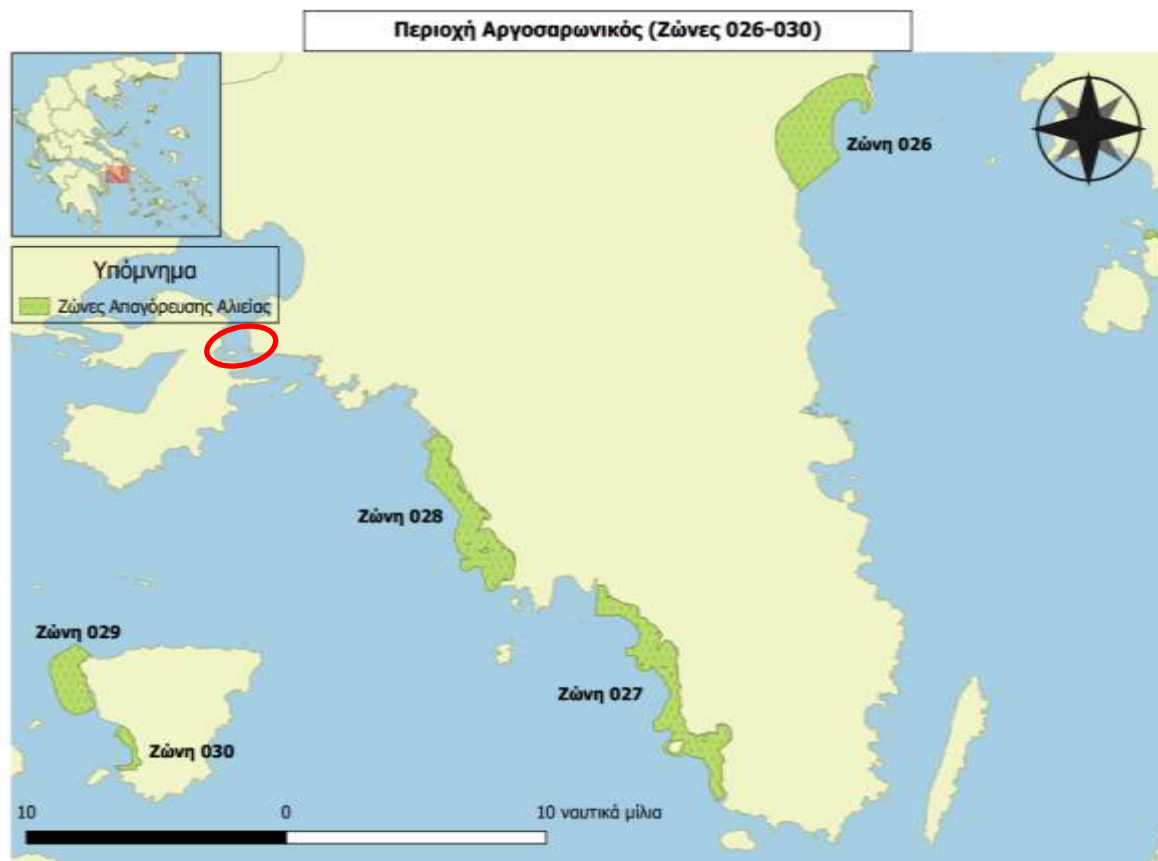 Περιοχή Αργοσαρωνικός (Ζώνες 026-030)
Ζώνη 026
Υπόμνημα
Ζώνες Απαγόρευσης Αλιείας
Ζώνη 028
Ζώνη 029
Ζώνη 027
Ζώνη 030
10 0 10 ναυτικά μίλια